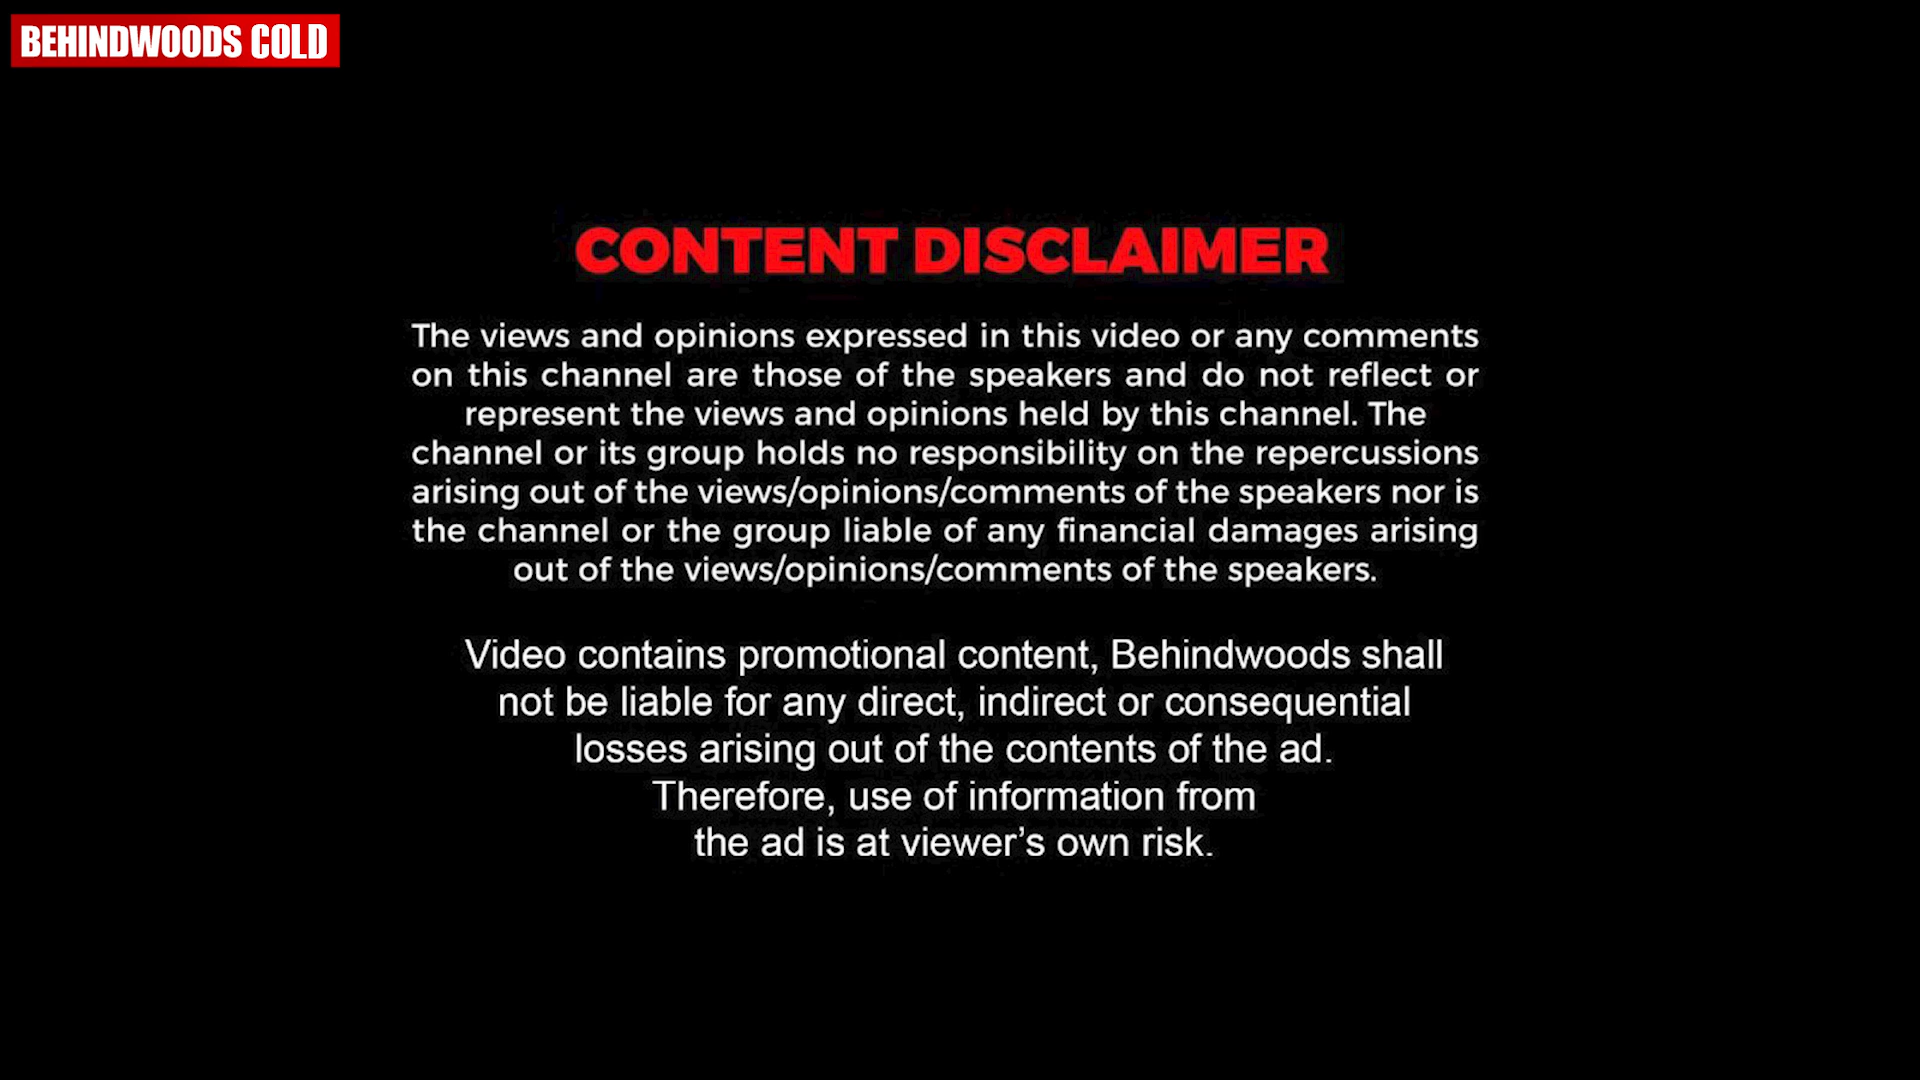 BEHINDWOODS COLD
CONTENT DISCLAIMER
The views and opinions expressed in this video or any comments
on this channel are those of the speakers and do not reflect or
represent the views and opinions held by this channel. The
channel or its group holds no responsibility on the repercussions
arising out of the views/opinions/comments of the speakers nor is
the channel or the group liable of any financial damages arising
out of the views/opinions/comments of the speakers.
Video contains promotional content, Behindwoods shall
not be liable for any direct, indirect or consequential
losses arising out of the contents of the ad.
Therefore, use of information from
the ad is at viewer’s own risk.